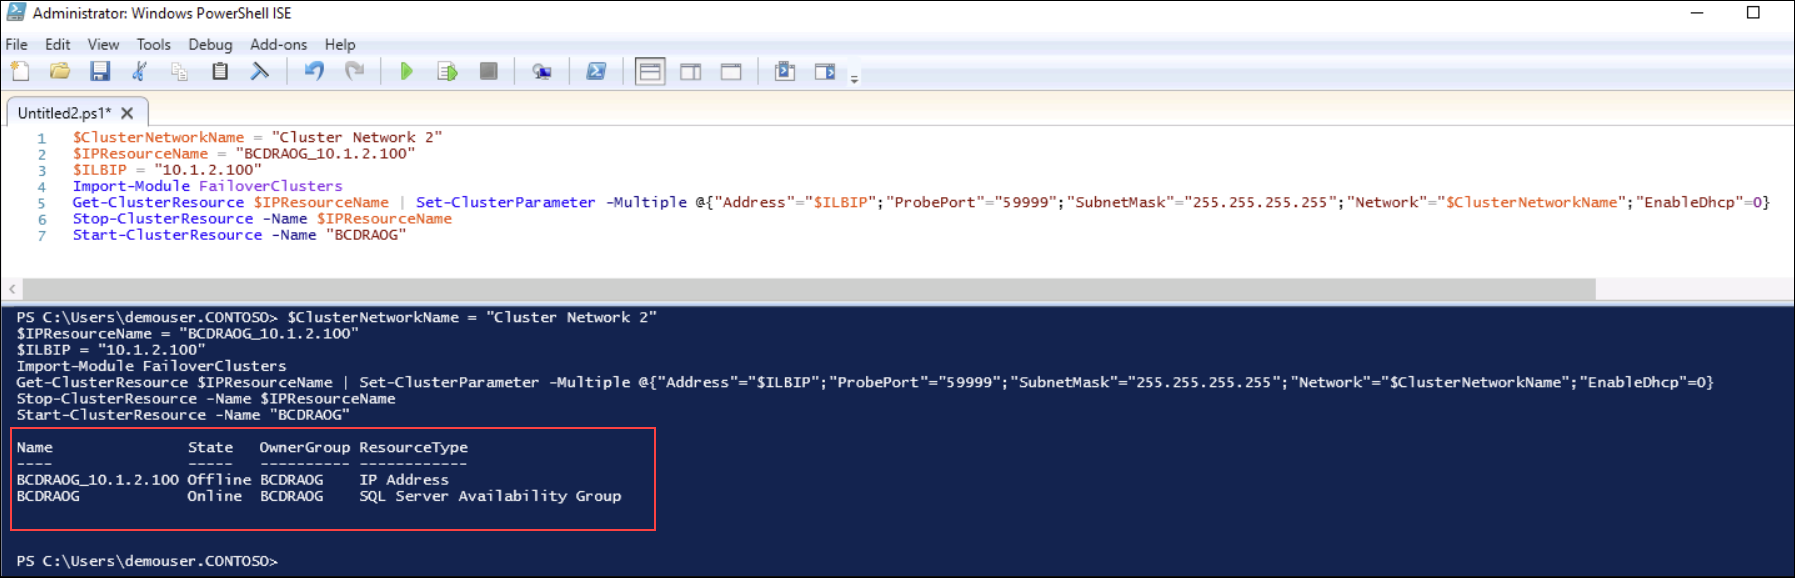 Administrator: Windows PowerShell ISE
File Edit View Tools Debug Add-ons Help
Untitled2.ps1* X
1 $ClusterNetworkName = "Cluster Network 2"
2 $IPResourceName = "BCDRAOG_10.1.2.100"
3 $ILBIP = "10.1.2.100"
4 Import-Module FailoverClusters
5 Get-ClusterResource $IPResourceName | Set-ClusterParameter -Multiple @{"Address"="$ILBIP";"ProbePort"="59999";"SubnetMask"="255.255.255.255";"Network"="$ClusterNetworkName";"EnableDhcp"=0}
6 Stop-ClusterResource -Name $IPResourceName
7 Start-ClusterResource -Name "BCDRAOG"
PS C:\Users\demouser.CONTOSO> $ClusterNetworkName = "Cluster Network 2"
$IPResourceName = "BCDRAOG_10.1.2.100"
$ILBIP = "10.1.2.100"
Import-Module FailoverClusters
Get-ClusterResource $IPResourceName | Set-ClusterParameter -Multiple @{"Address"="$ILBIP";"ProbePort"="59999";"SubnetMask"="255.255.255.255";"Network"="$ClusterNetworkName";"EnableDhcp"=0}
Stop-ClusterResource -Name $IPResourceName
Start-ClusterResource -Name "BCDRAOG"
Name State OwnerGroup ResourceType
---- ----- ---------- ------------
BCDRAOG_10.1.2.100 Offline BCDRAOG IP Address
BCDRAOG Online BCDRAOG SQL Server Availability Group
PS C:\Users\demouser.CONTOSO>